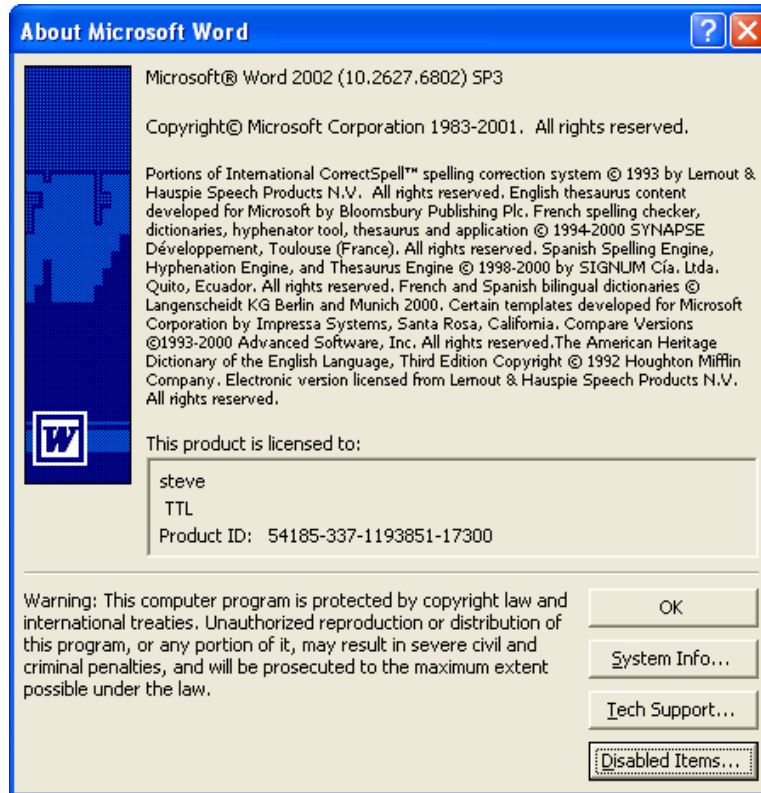 About Microsoft Word
Microsoft® Word 2002 (10.2627.6802) SP3
Copyright© Microsoft Corporation 1983-2001.  All rights reserved.
Portions of International CorrectSpell™ spelling correction system © 1993 by Lernout &
Hauspie Speech Products N.V.  All rights reserved. English thesaurus content
developed for Microsoft by Bloomsbury Publishing Plc. French spelling checker,
dictionaries, hyphenator tool, thesaurus and application © 1994-2000 SYNAPSE
Développement, Toulouse (France). All rights reserved. Spanish Spelling Engine,
Hyphenation Engine, and Thesaurus Engine © 1998-2000 by SIGNUM Cía. Ltda.
Quito, Ecuador. All rights reserved. French and Spanish bilingual dictionaries ©
Langenscheidt KG Berlin and Munich 2000. Certain templates developed for Microsoft
Corporation by Impressa Systems, Santa Rosa, California. Compare Versions
©1993-2000 Advanced Software, Inc. All rights reserved.The American Heritage
Dictionary of the English Language, Third Edition Copyright © 1992 Houghton Mifflin
Company. Electronic version licensed from Lernout & Hauspie Speech Products N.V.
All rights reserved.
W
This product is licensed to:
steve
TTL
Product ID:   54185-337-1193851-17300
Warning: This computer program is protected by copyright law and
international treaties. Unauthorized reproduction or distribution of
this program, or any portion of it, may result in severe civil and
criminal penalties, and will be prosecuted to the maximum extent
possible under the law.
OK
System Info...
Tech Support...
Disabled Items...